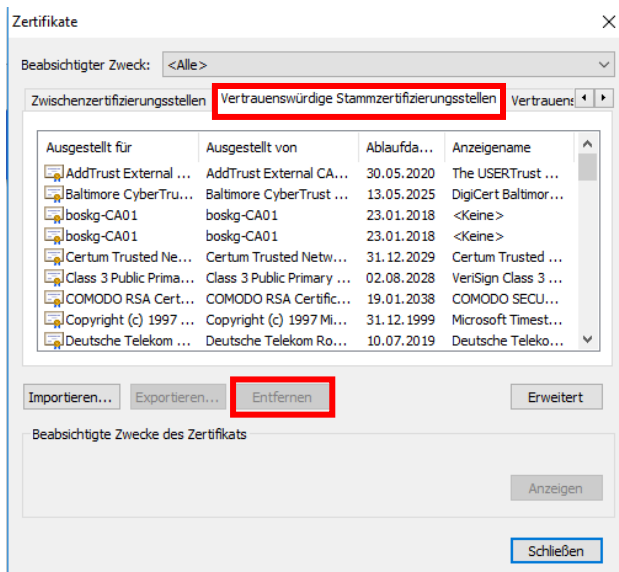 Zertifikate
Beabsichtigter Zweck: <Alle>
Zwischenzertifizierungsstellen Vertrauenswürdige Stammzertifizierungsstellen Vertrauens
Ausgestellt für Ausgestellt von Ablaufda... Anzeigename
AddTrust External ... AddTrust External CA... 30.05.2020 The USERTrust ...
Baltimore CyberTru... Baltimore CyberTrust ... 13.05.2025 DigiCert Baltimor...
boskg-CA01 boskg-CA01 23.01.2018 <Keine>
boskg-CA01 boskg-CA01 23.01.2018 <Keine>
Certum Trusted Ne... Certum Trusted Netw... 31.12.2029 Certum Trusted ...
Class 3 Public Prima... Class 3 Public Primary ... 02.08.2028 VeriSign Class 3 ...
COMODO RSA Cert... COMODO RSA Certific... 19.01.2038 COMODO SECU...
Copyright (c) 1997 ... Copyright (c) 1997 Mi... 31.12.1999 Microsoft Timest...
Deutsche Telekom ... Deutsche Telekom Ro... 10.07.2019 Deutsche Teleko...
Importieren... Exportieren... Entfernen Erweitert
Beabsichtigte Zwecke des Zertifikats
Anzeigen
Schließen